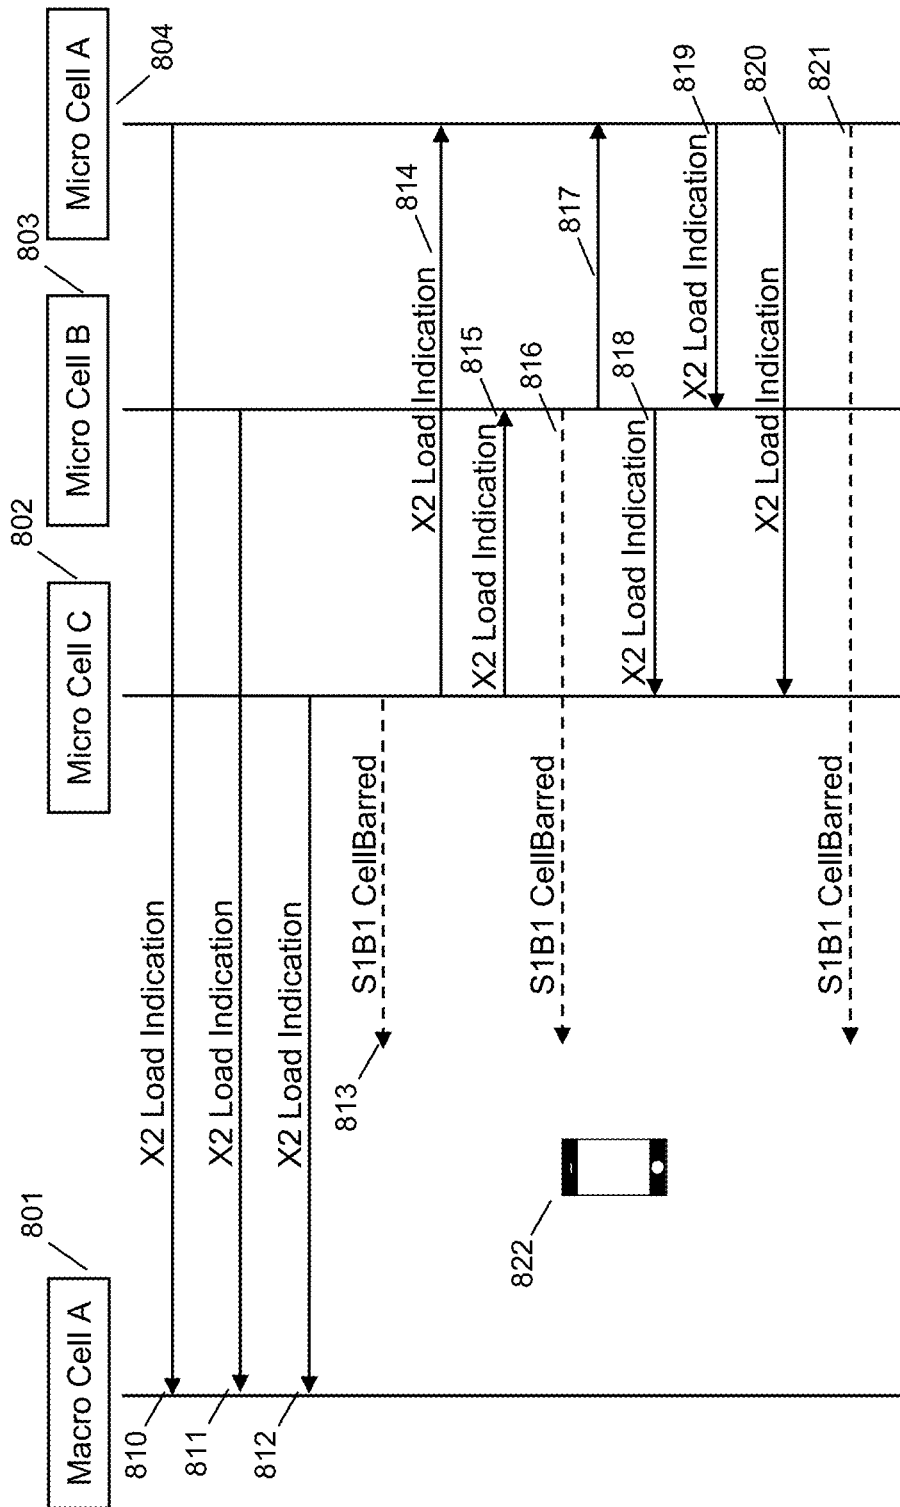 Macro Cell A
801
Micro Cell C
802
Micro Cell B
803
Micro Cell A
804
X2 Load Indication
810
X2 Load Indication
811
X2 Load Indication
812
S1B1 CellBarred
813
X2 Load Indication
814
X2 Load Indication
815
S1B1 CellBarred
816
817
X2 Load Indication
818
X2 Load Indication
819
X2 Load Indication
820
S1B1 CellBarred
821
822